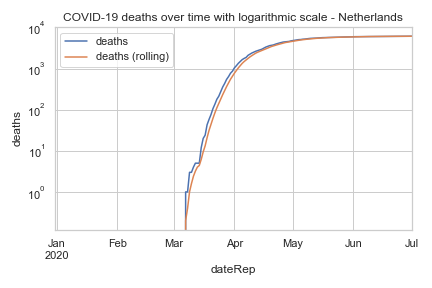 COVID-19 deaths over time with logarithmic scale - Netherlands
deaths
deaths (rolling)
10^4
10^3
10^2
10^1
10^0
deaths
Jan Feb Mar Apr May Jun Jul
2020
dateRep